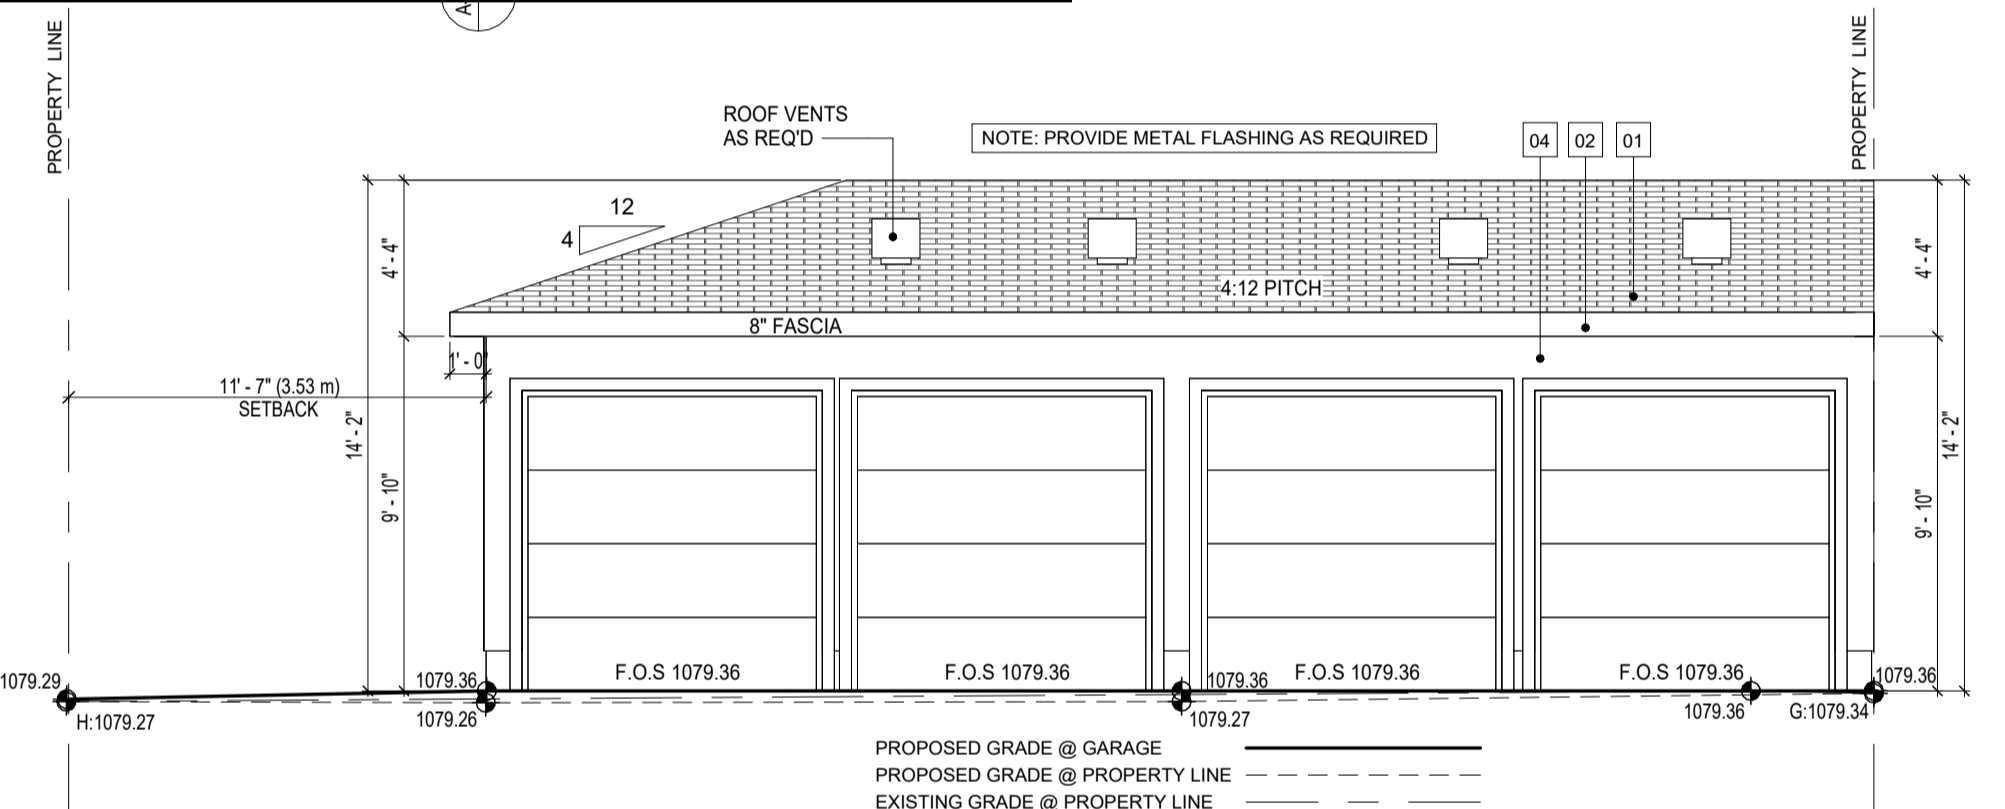 A-
PROPERTY LINE
PROPERTY LINE
ROOF VENTS
AS REQ'D
NOTE: PROVIDE METAL FLASHING AS REQUIRED
04
02
01
12
4
4' - 4"
4' - 4"
4:12 PITCH
8" FASCIA
1' - 0"
11' - 7" (3.53 m)
SETBACK
14' - 2"
14' - 2"
9' - 10"
9' - 10"
1079.29
1079.36
F.O.S 1079.36
F.O.S 1079.36
1079.36
F.O.S 1079.36
F.O.S 1079.36
1079.36
H:1079.27
1079.26
1079.27
1079.36
G:1079.34
PROPOSED GRADE @ GARAGE
PROPOSED GRADE @ PROPERTY LINE
EXISTING GRADE @ PROPERTY LINE